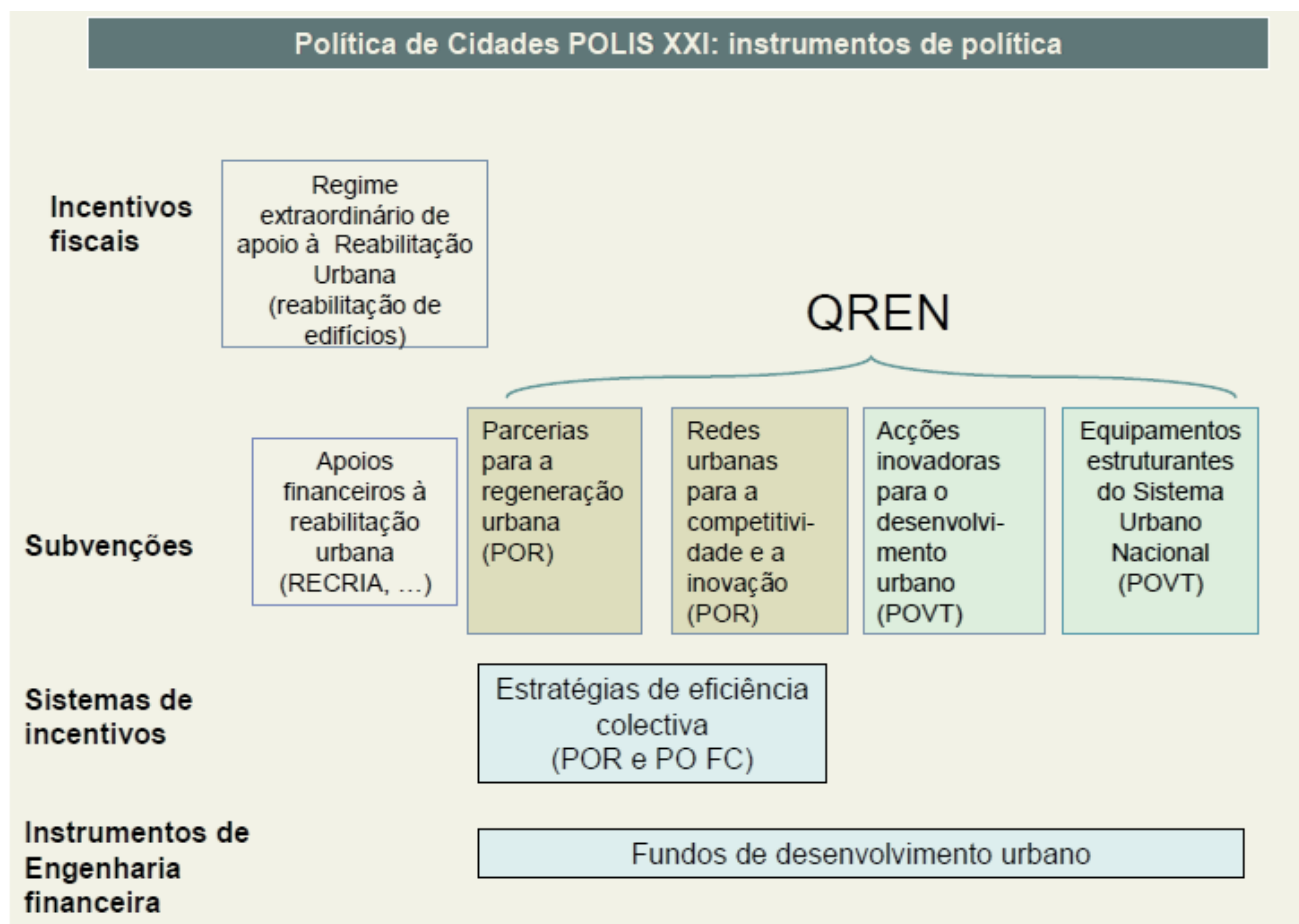 Política de Cidades POLIS XXI: instrumentos de política
Incentivos
fiscais
Regime
extraordinário de
apoio à Reabilitação
Urbana
(reabilitação de
edifícios)
QREN
Subvenções
Apoios
financeiros à
reabilitação
urbana
(RECRIA, …)
Parcerias
para a
regeneração
urbana
(POR)
Redes
urbanas
para a
competitivi-
dade e a
inovação
(POR)
Acções
inovadoras
para o
desenvolvi-
mento
urbano
(POVT)
Equipamentos
estruturantes
do Sistema
Urbano
Nacional
(POVT)
Sistemas de
incentivos
Estratégias de eficiência
colectiva
(POR e PO FC)
Instrumentos de
Engenharia
financeira
Fundos de desenvolvimento urbano